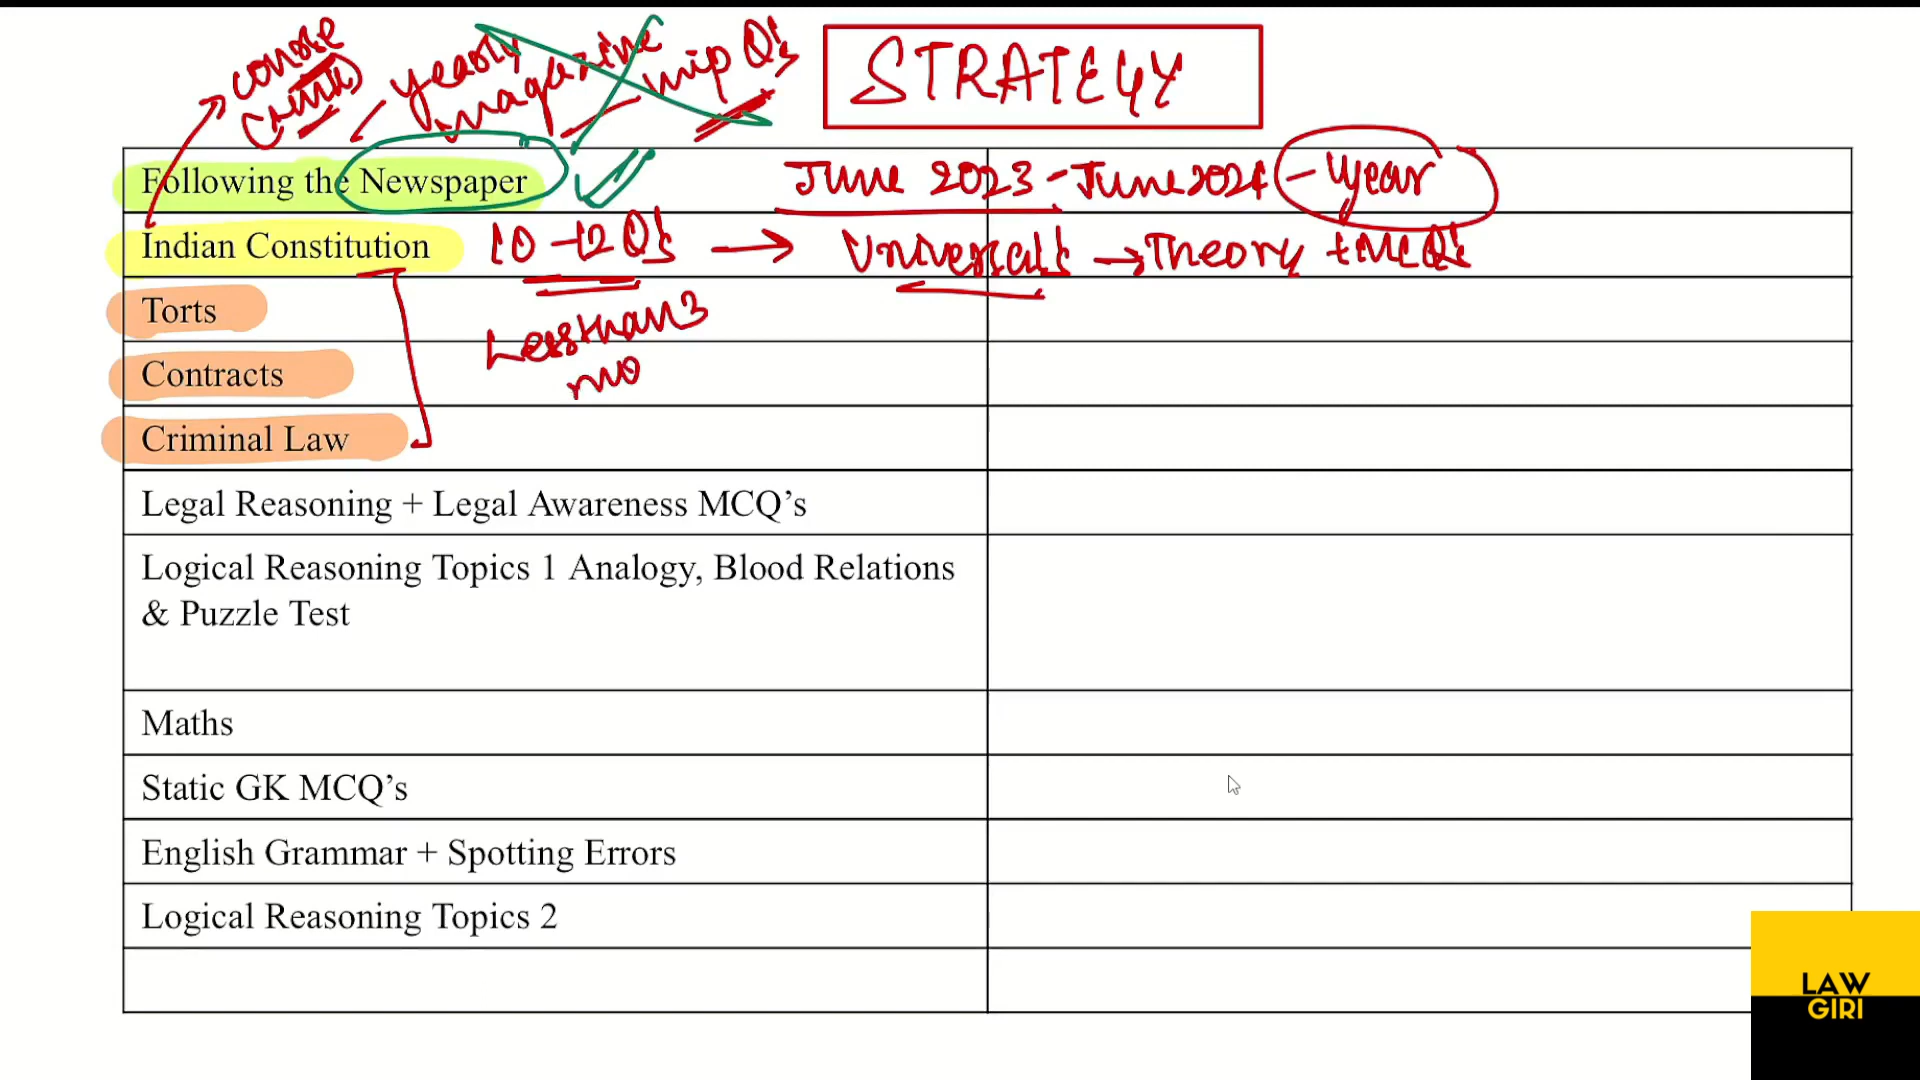 STRATEGY
yearly magazine
imp Q's
Following the Newspaper
June 2023 - June 2024 - year
Indian Constitution
10 - 12 Q's → Universal's → Theory + MCQ's
Torts
Less than 3 mo
Contracts
Criminal Law
Legal Reasoning + Legal Awareness MCQ’s
Logical Reasoning Topics 1 Analogy, Blood Relations
& Puzzle Test
Maths
Static GK MCQ’s
English Grammar + Spotting Errors
Logical Reasoning Topics 2
LAW
GIRI